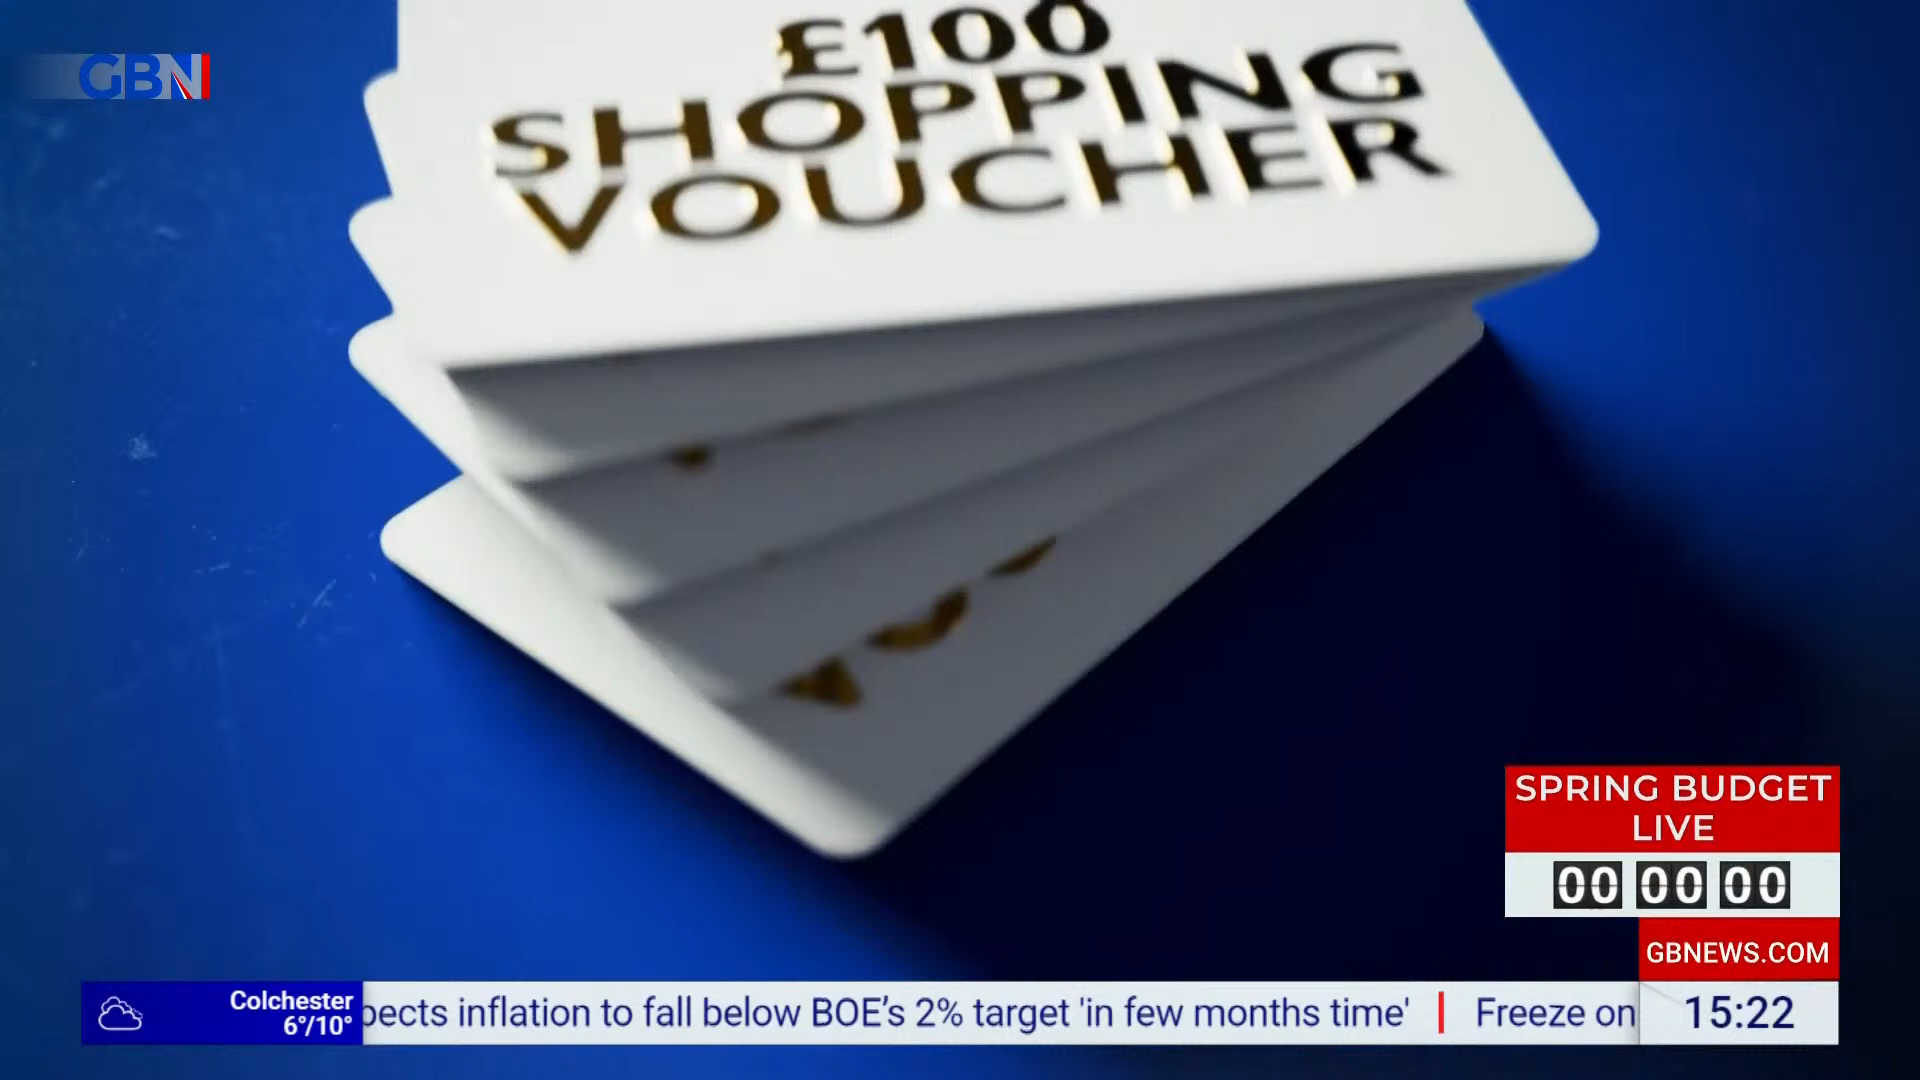 GBN
£100
SHOPPING
VOUCHER
SPRING BUDGET
LIVE
00 00 00
GBNEWS.COM
Colchester
6°/10°
pects inflation to fall below BOE’s 2% target 'in few months time' | Freeze on
15:22